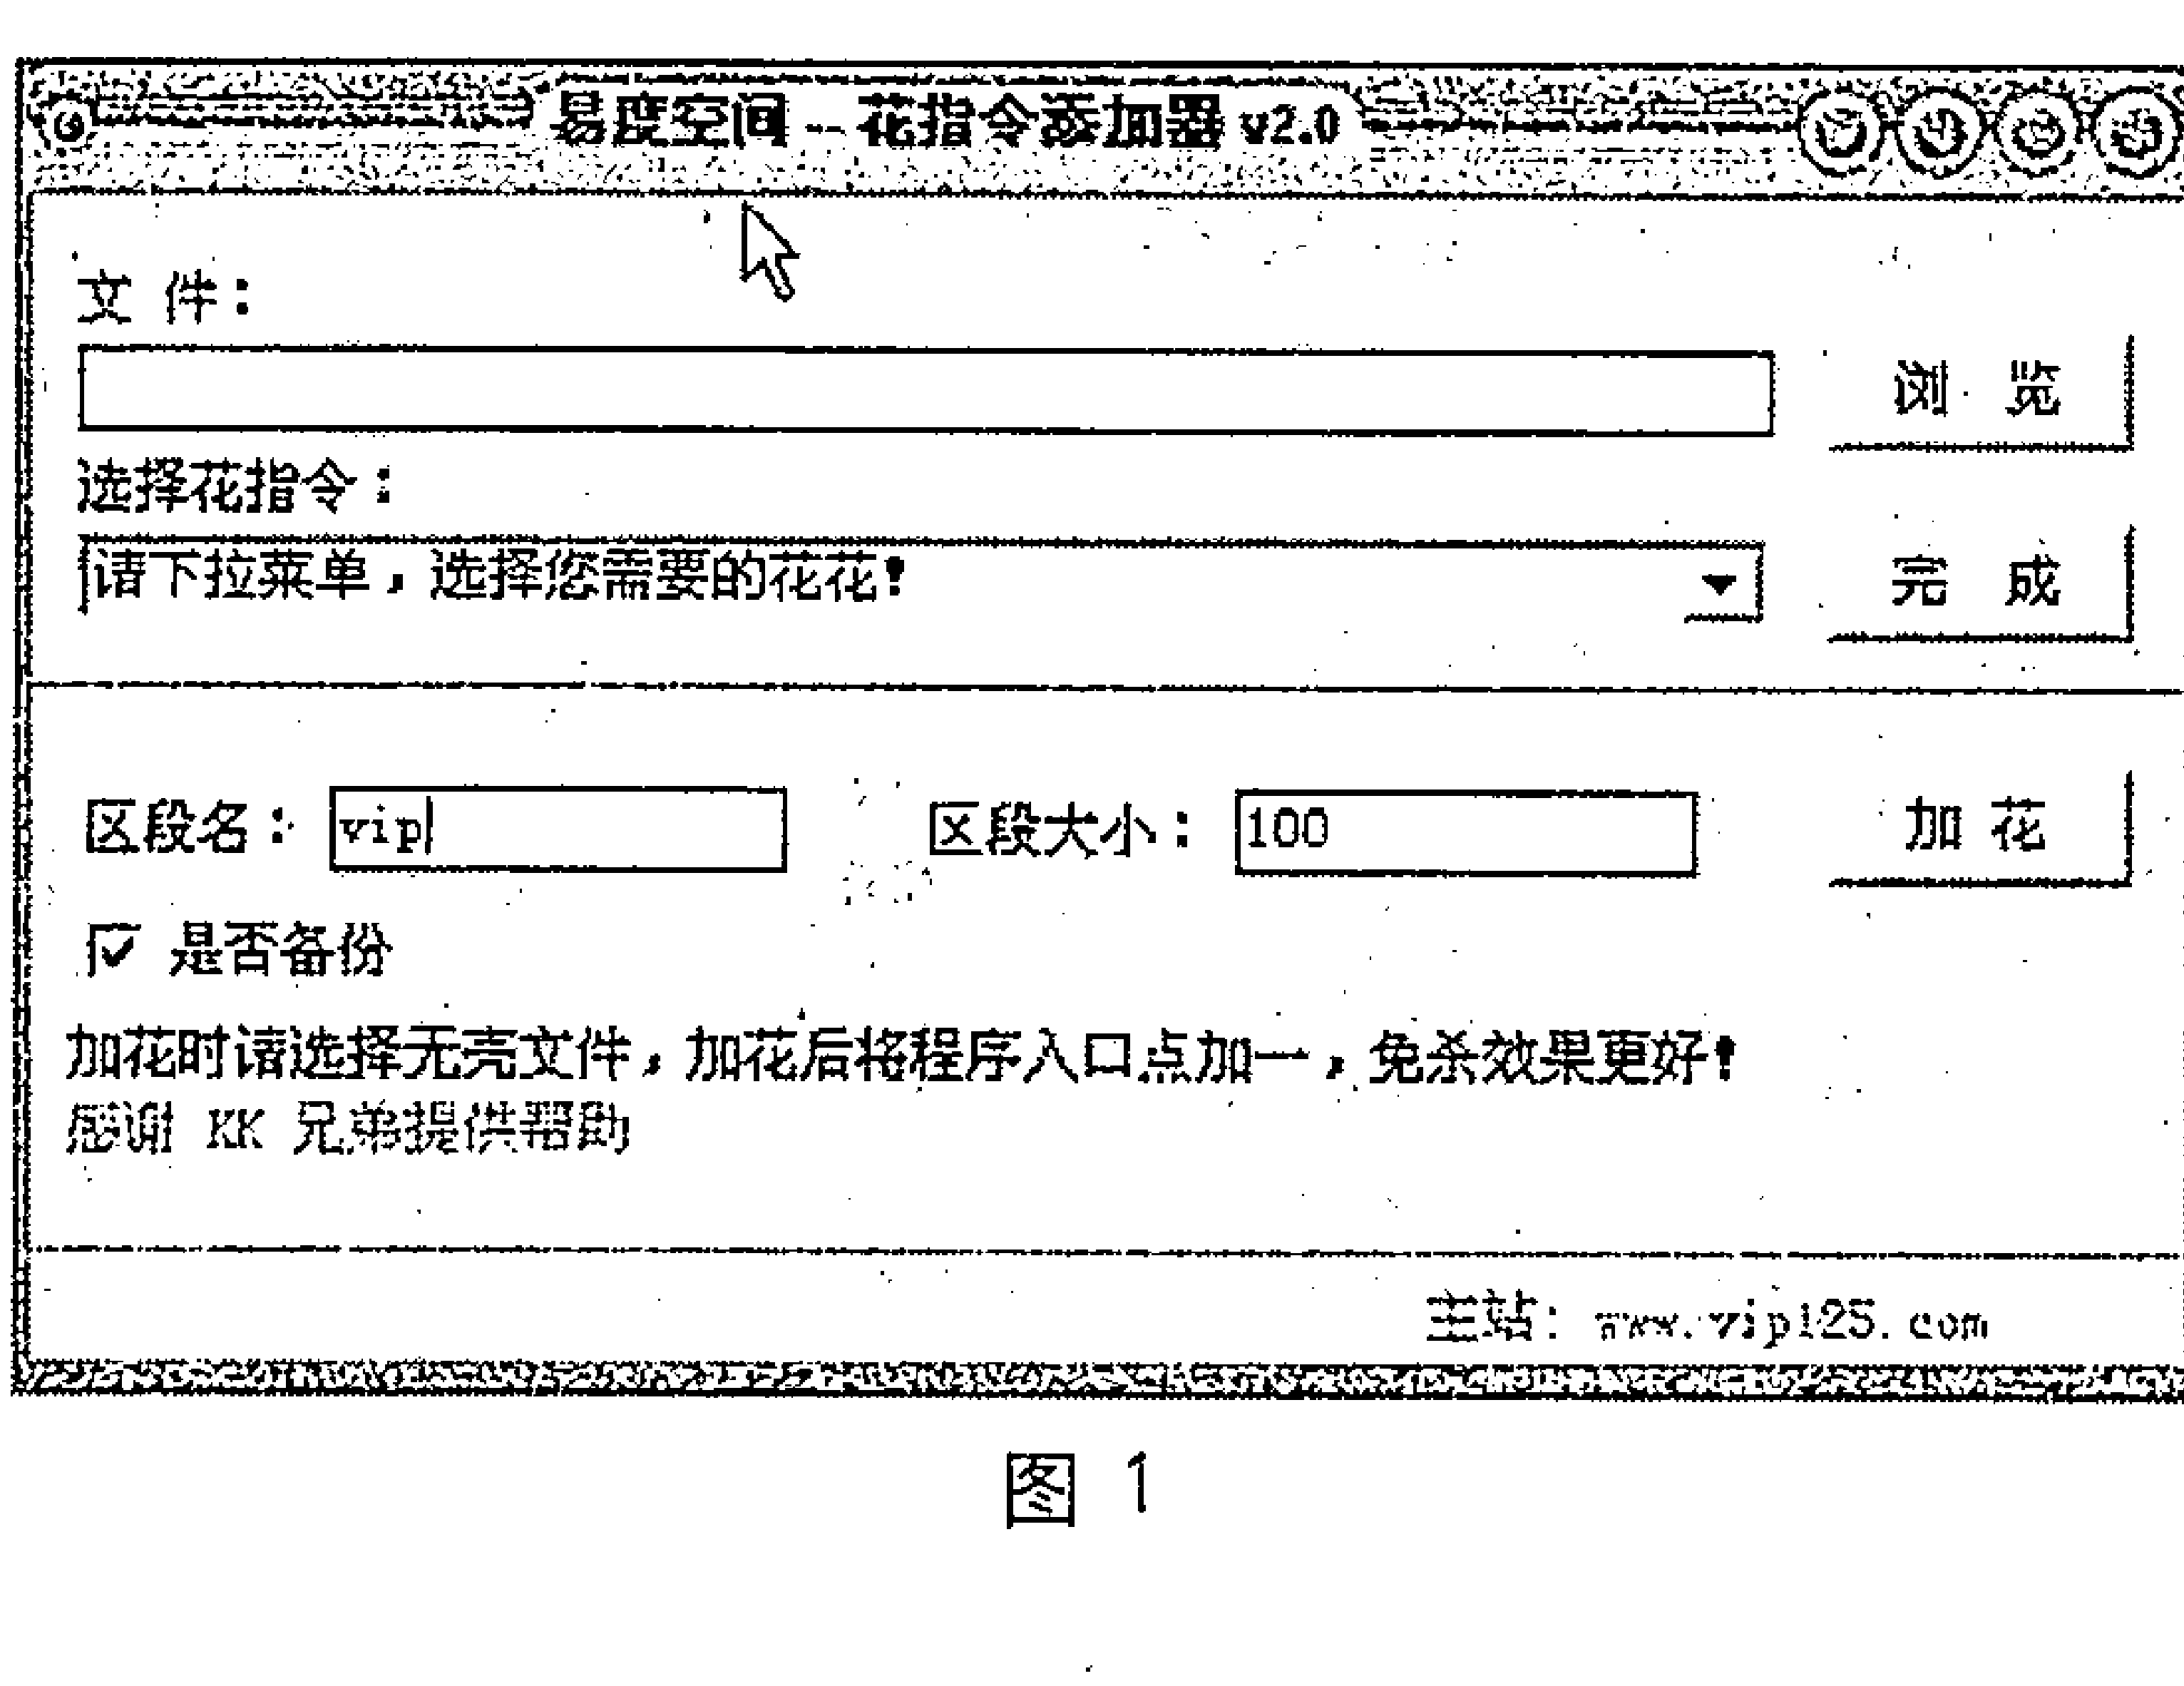 易度空间 -- 花指令添加器 v2.0
文 件：
浏 览
选择花指令：
请下拉菜单，选择您需要的花花！
完 成
区段名： vip 区段大小： 100 加 花
是否备份
加花时请选择无壳文件，加花后将程序入口点加一，免杀效果更好！
感谢 KK 兄弟提供帮助
主站：www.vip125.com
图 1